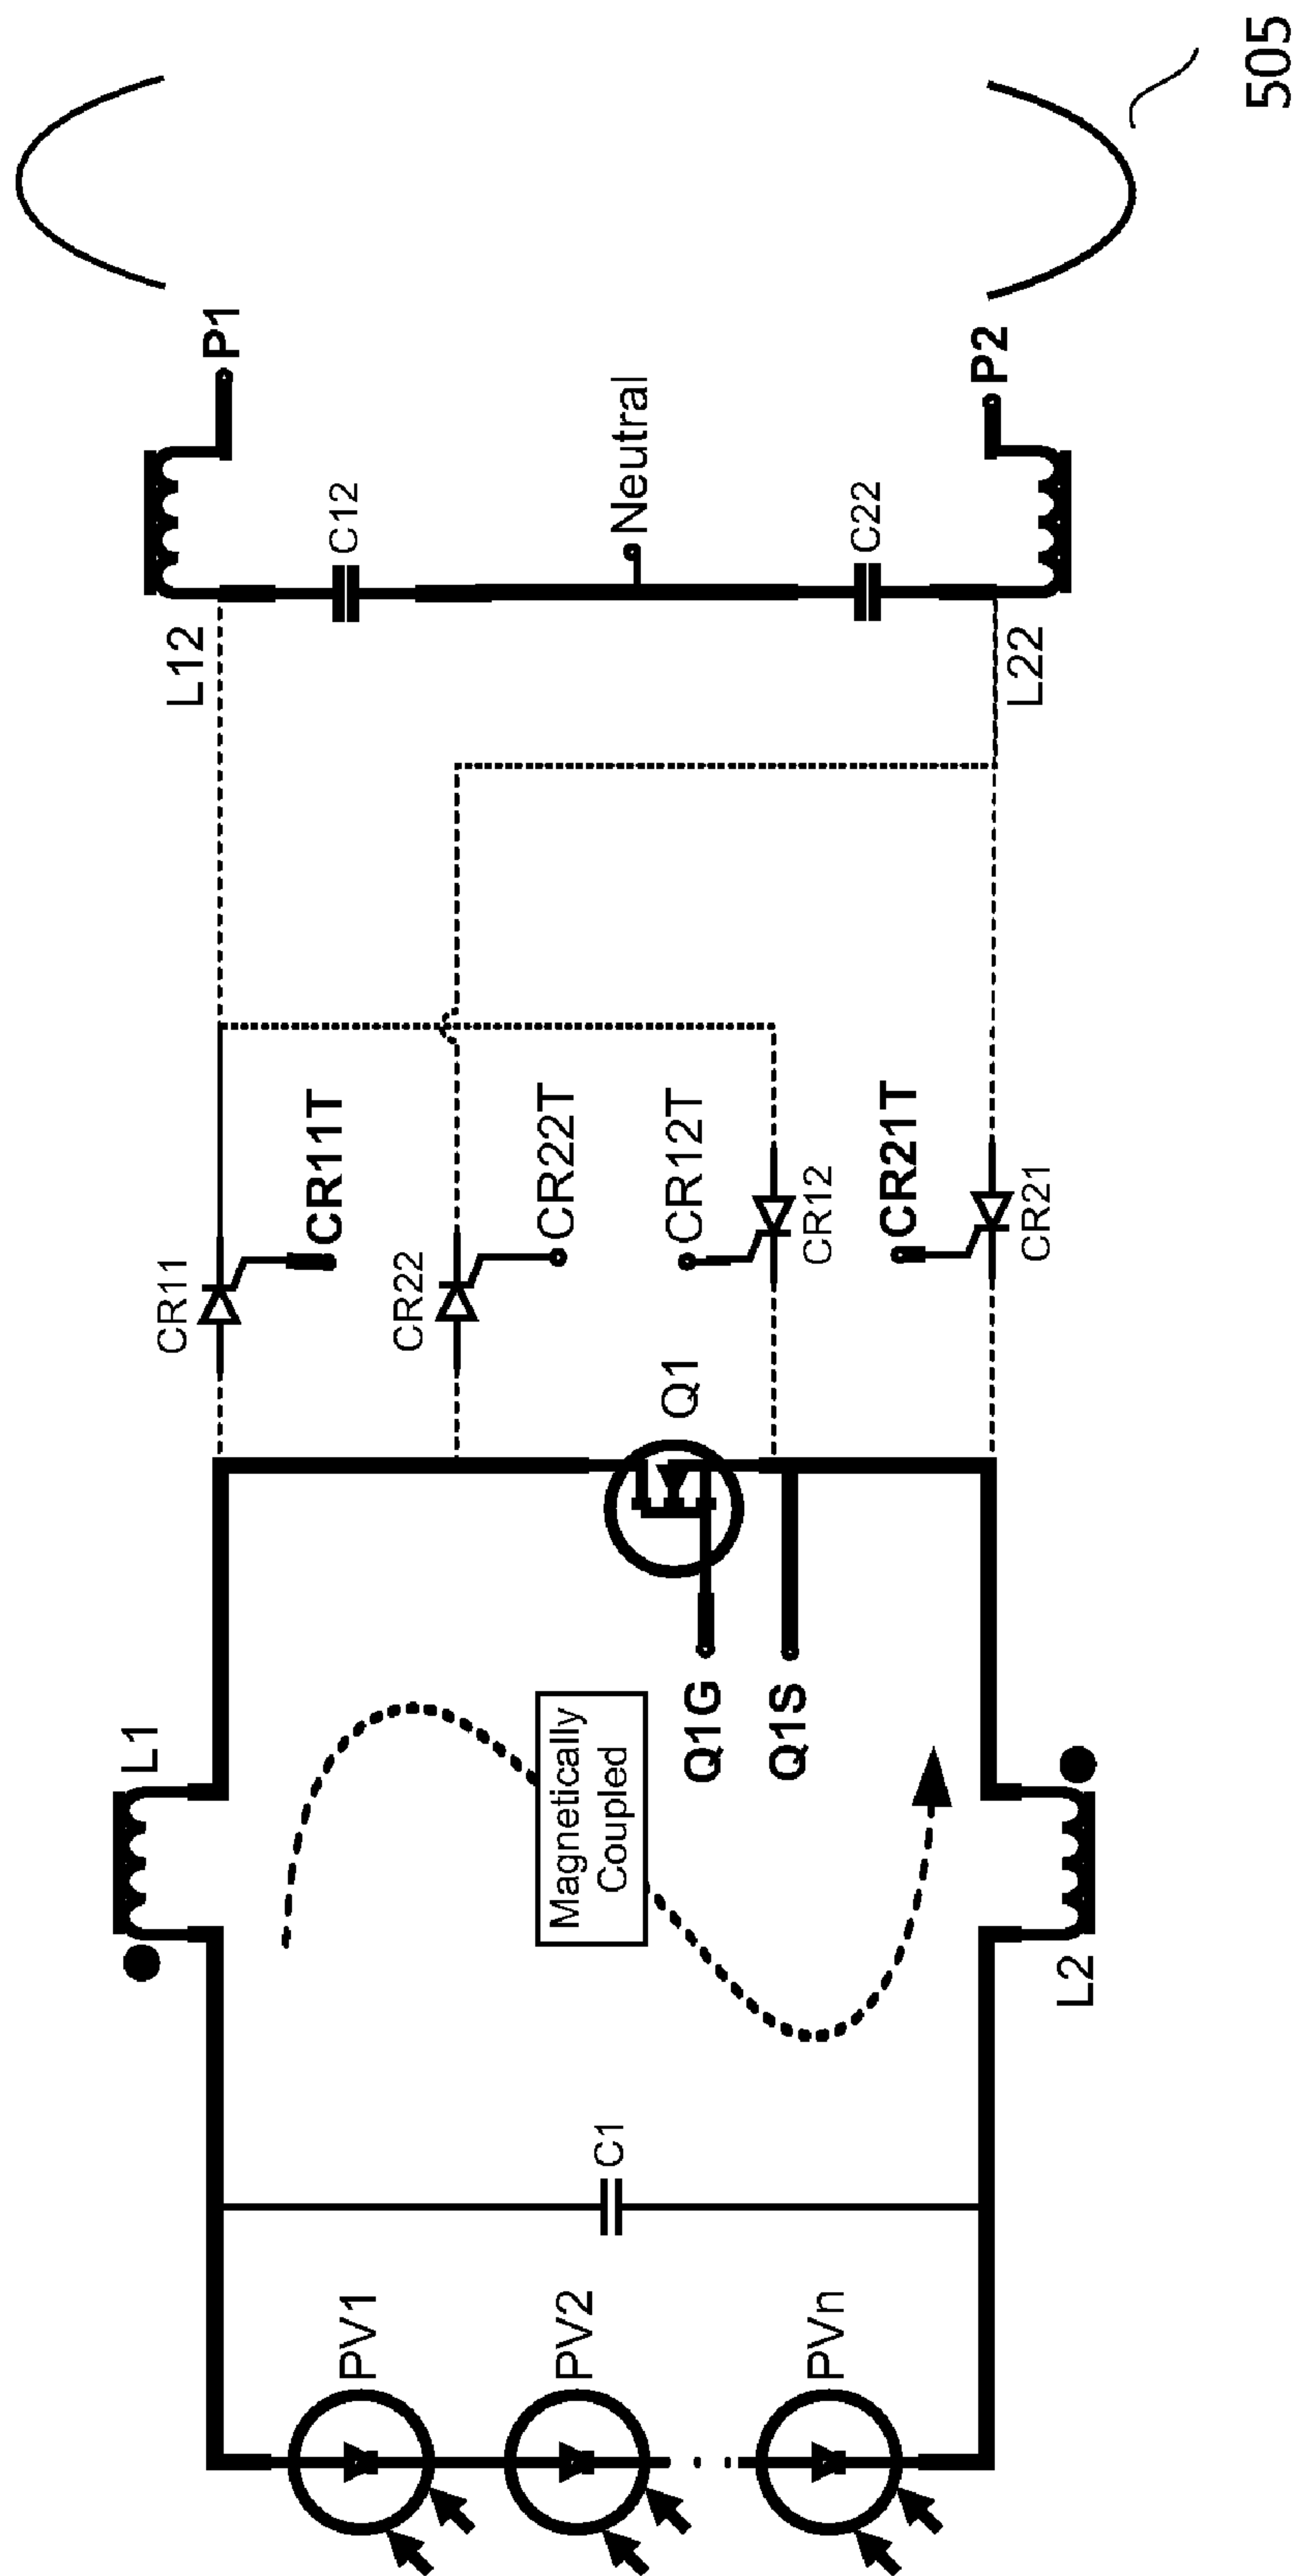 PV1
PV2
PVn
C1
L1
L2
Magnetically
Coupled
Q1G
Q1S
Q1
CR11
CR11T
CR22
CR22T
CR12T
CR12
CR21T
CR21
L12
L22
C12
Neutral
C22
P1
P2
505